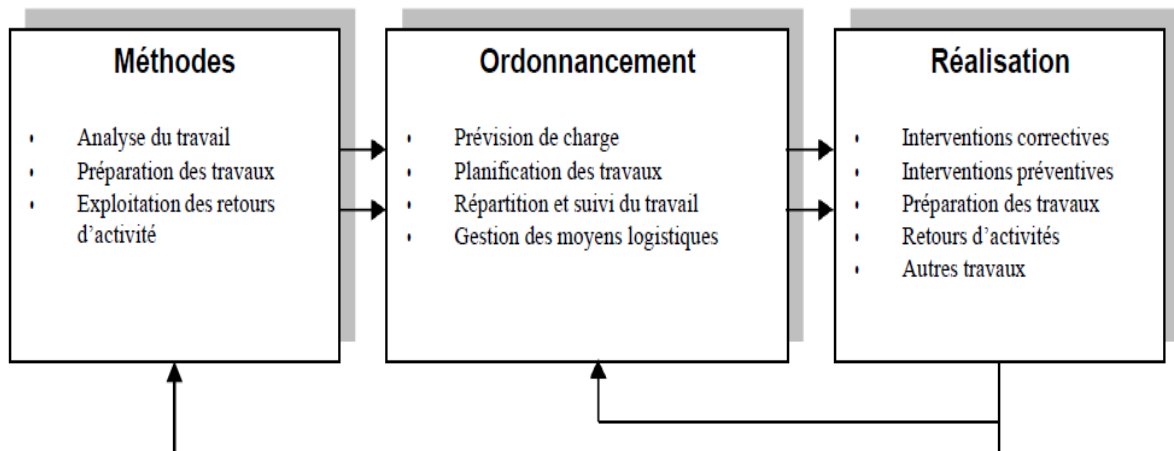 Méthodes
• Analyse du travail
• Préparation des travaux
• Exploitation des retours
d’activité
Ordonnancement
• Prévision de charge
• Planification des travaux
• Répartition et suivi du travail
• Gestion des moyens logistiques
Réalisation
• Interventions correctives
• Interventions préventives
• Préparation des travaux
• Retours d’activités
• Autres travaux